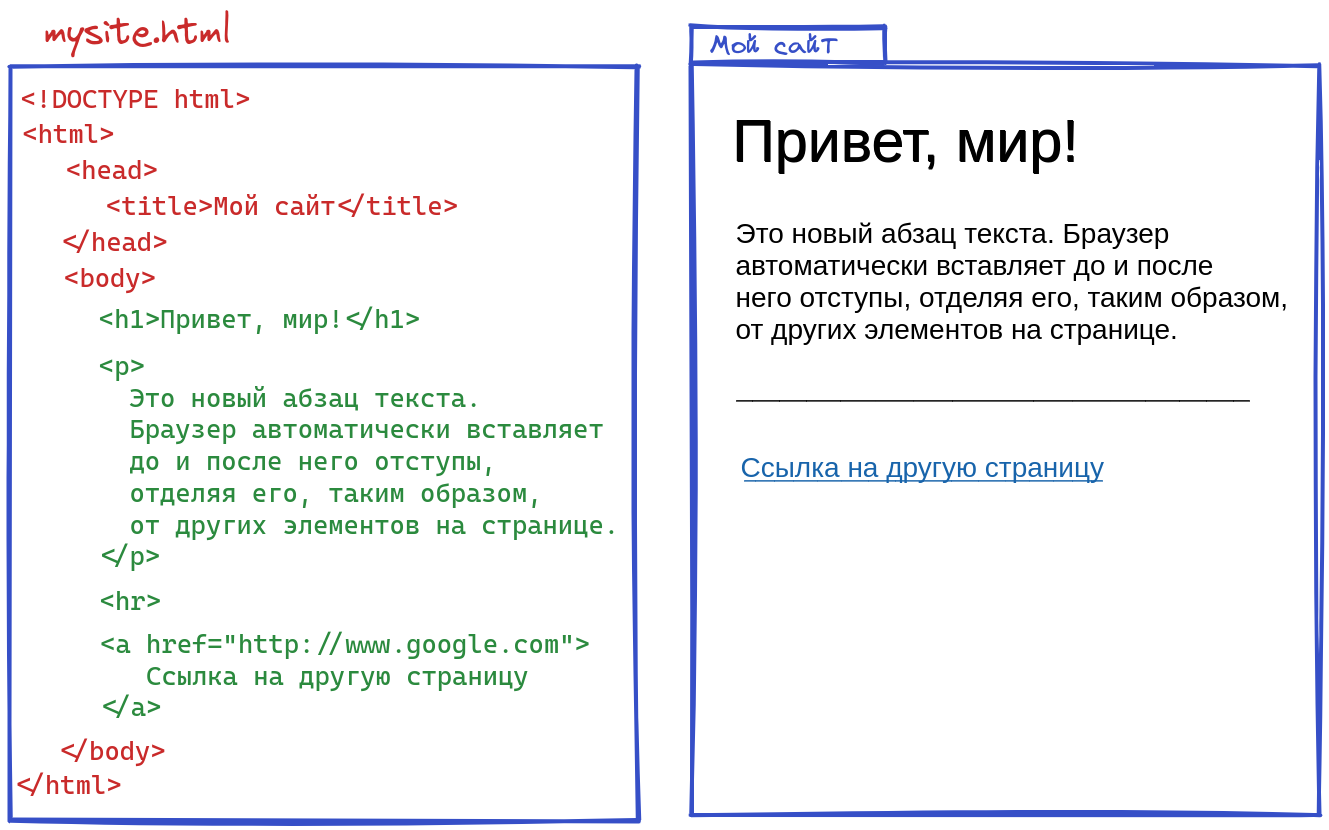 mysite.html
<!DOCTYPE html>
<html>
<head>
<title>Мой сайт</title>
</head>
<body>
<h1>Привет, мир!</h1>
<p>
Это новый абзац текста.
Браузер автоматически вставляет
до и после него отступы,
отделяя его, таким образом,
от других элементов на странице.
</p>
<hr>
<a href="http://www.google.com">
Ссылка на другую страницу
</a>
</body>
</html>
Мой сайт
Привет, мир!
Это новый абзац текста. Браузер
автоматически вставляет до и после
него отступы, отделяя его, таким образом,
от других элементов на странице.
Ссылка на другую страницу